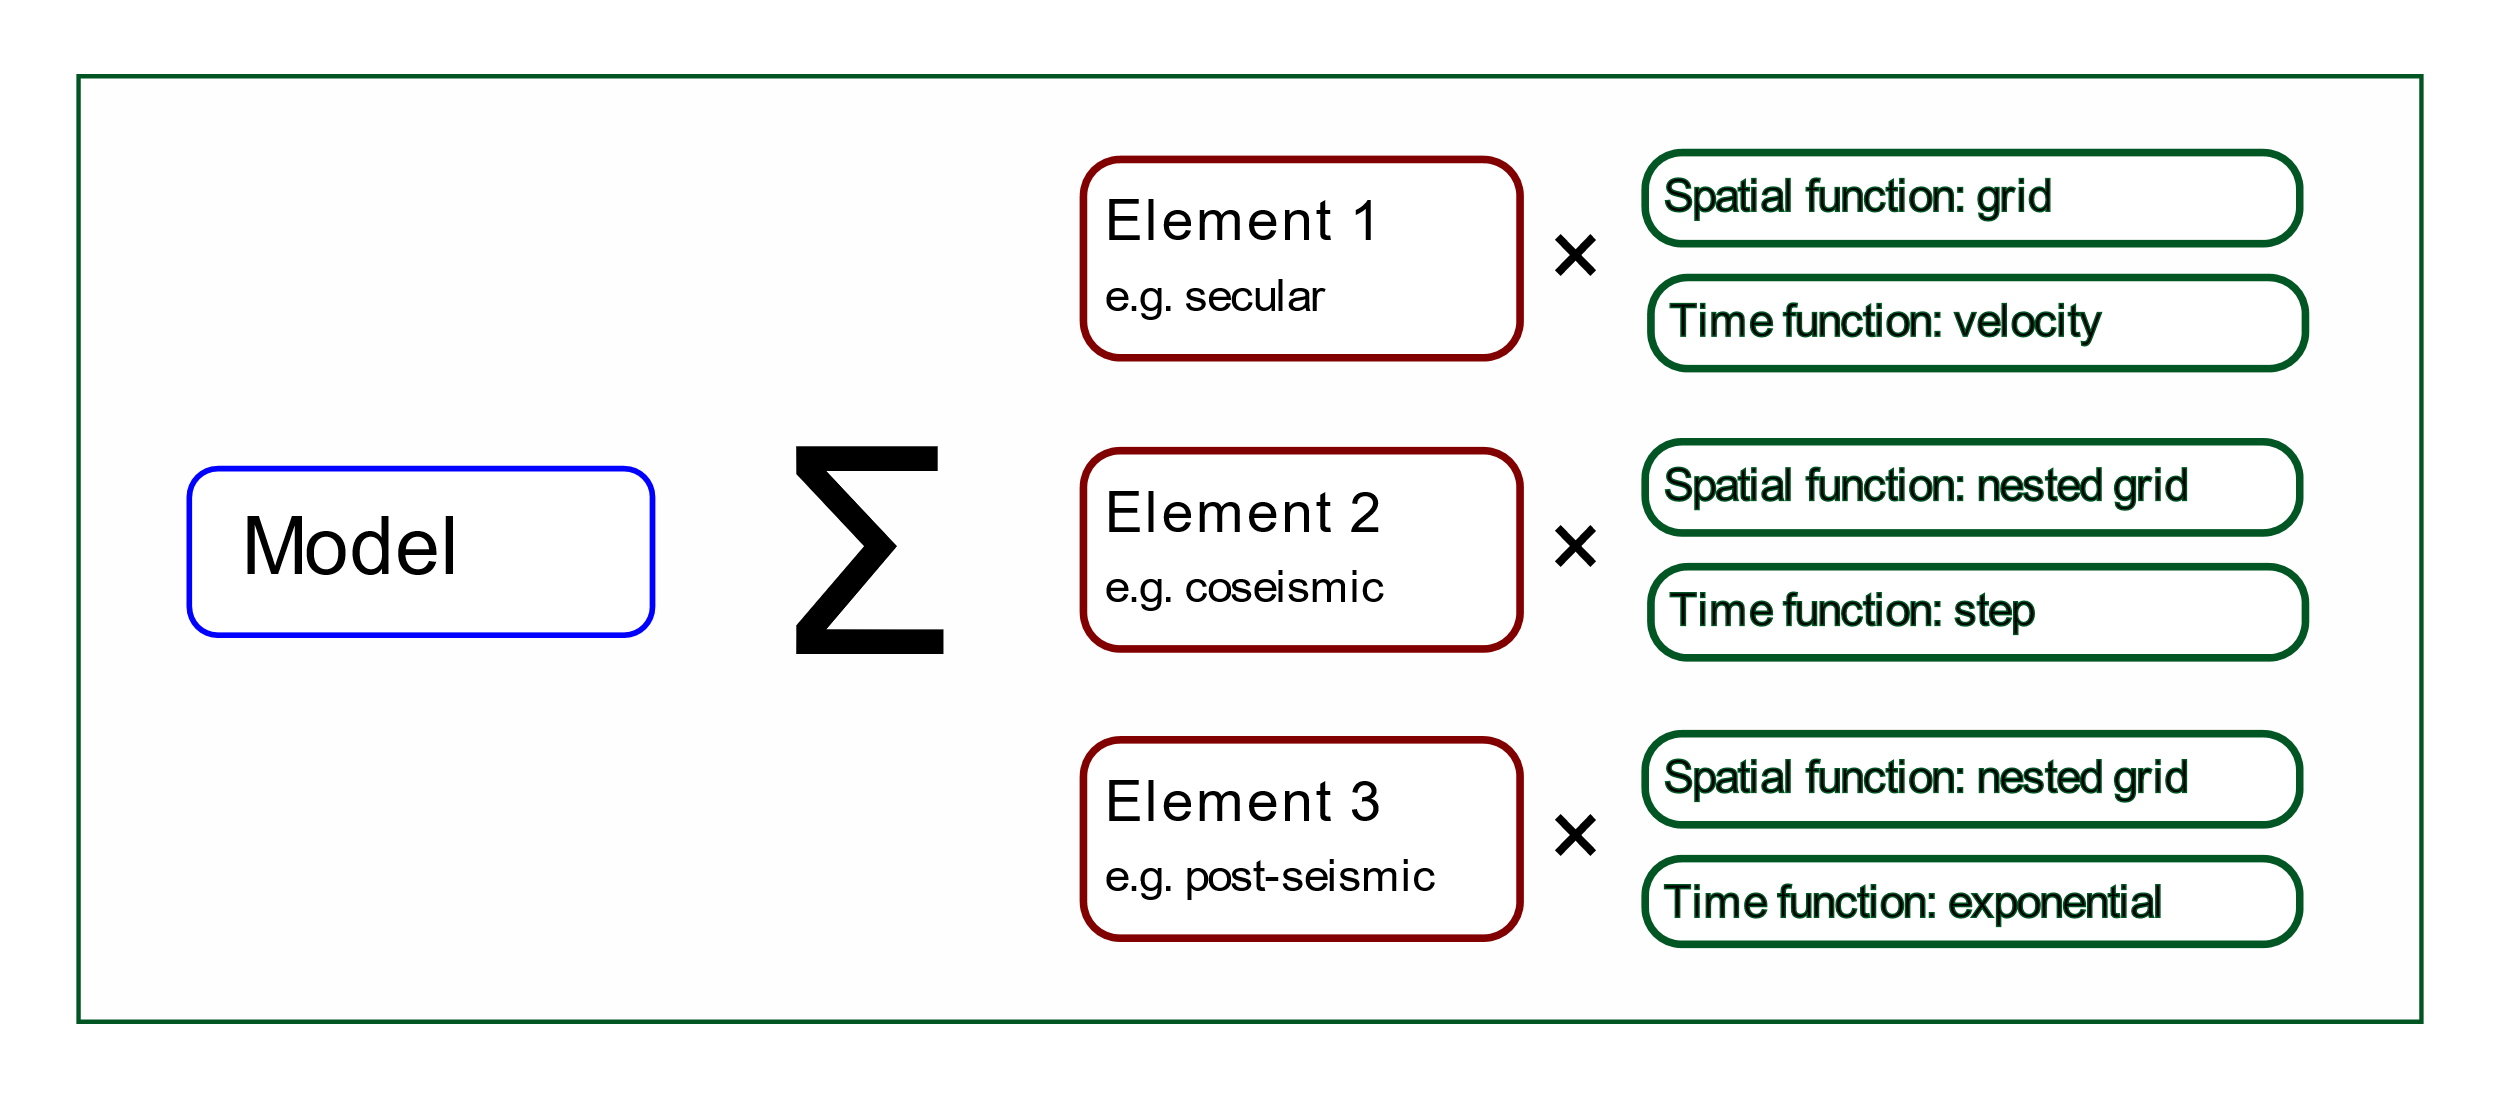 Model
Σ
Element 1
e.g. secular
×
Spatial function: grid
Time function: velocity
Element 2
e.g. coseismic
×
Spatial function: nested grid
Time function: step
Element 3
e.g. post-seismic
×
Spatial function: nested grid
Time function: exponential